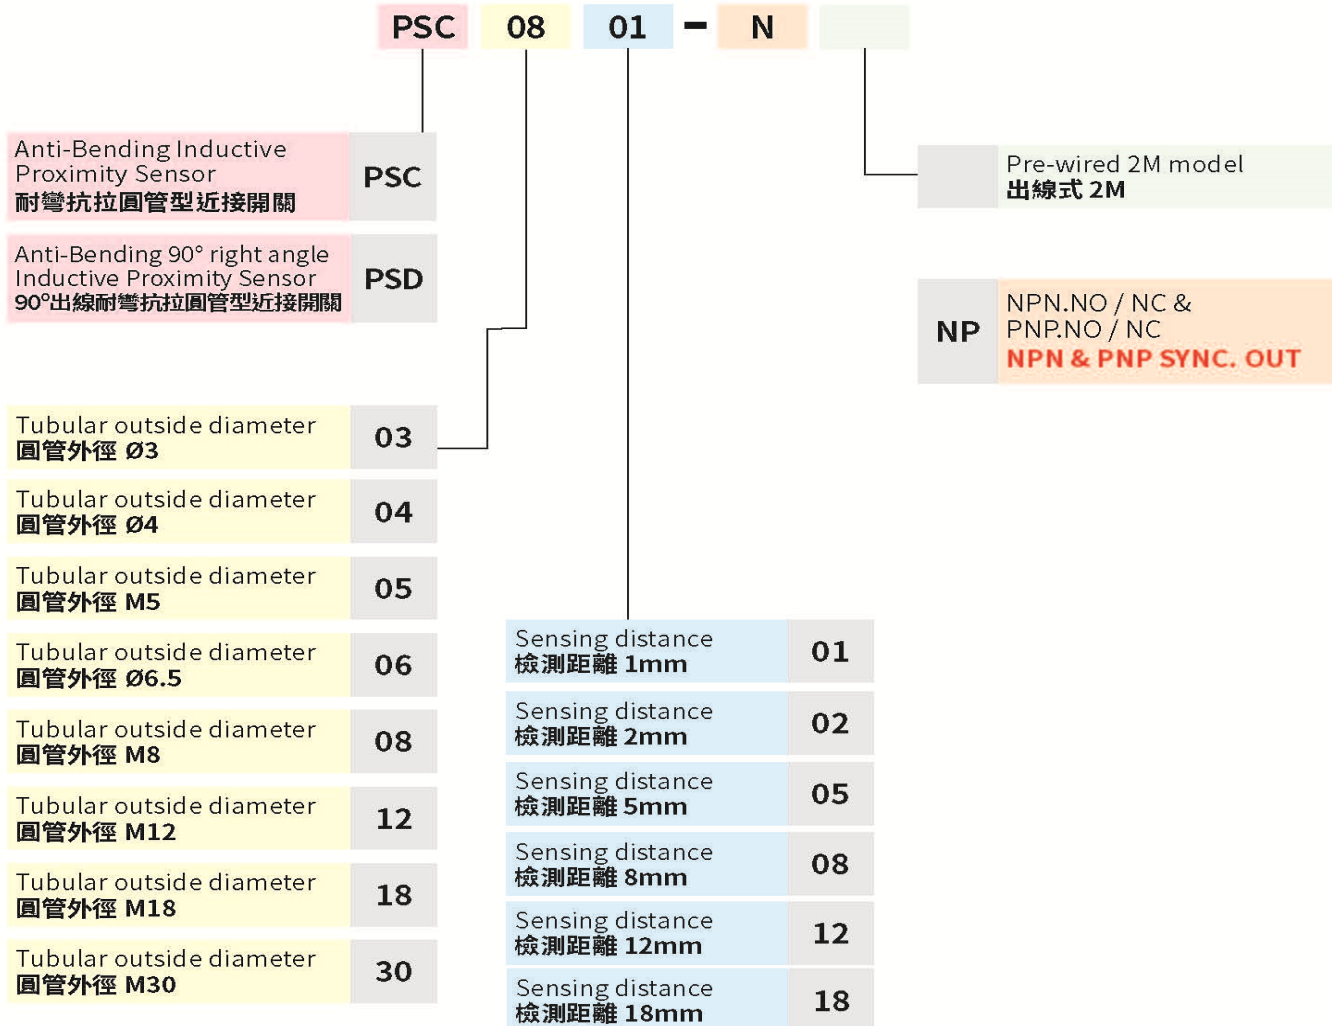 PSC 08 01 - N
Anti-Bending Inductive
Proximity Sensor
耐彎抗拉圓管型近接開關
PSC
Anti-Bending 90° right angle
Inductive Proximity Sensor
90°出線耐彎抗拉圓管型近接開關
PSD
Pre-wired 2M model
出線式 2M
NP
NPN.NO / NC &
PNP.NO / NC
NPN & PNP SYNC. OUT
Tubular outside diameter
圓管外徑 Ø3
03
Tubular outside diameter
圓管外徑 Ø4
04
Tubular outside diameter
圓管外徑 M5
05
Tubular outside diameter
圓管外徑 Ø6.5
06
Tubular outside diameter
圓管外徑 M8
08
Tubular outside diameter
圓管外徑 M12
12
Tubular outside diameter
圓管外徑 M18
18
Tubular outside diameter
圓管外徑 M30
30
Sensing distance
檢測距離 1mm
01
Sensing distance
檢測距離 2mm
02
Sensing distance
檢測距離 5mm
05
Sensing distance
檢測距離 8mm
08
Sensing distance
檢測距離 12mm
12
Sensing distance
檢測距離 18mm
18